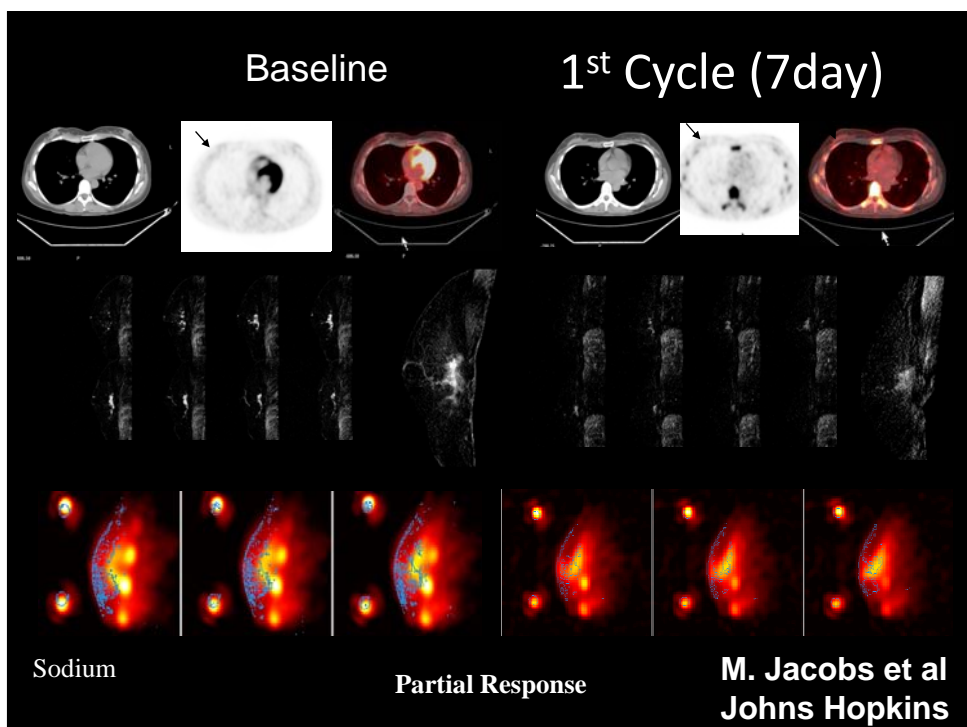 Baseline
1st Cycle (7day)
Sodium
Partial Response
M. Jacobs et al
Johns Hopkins